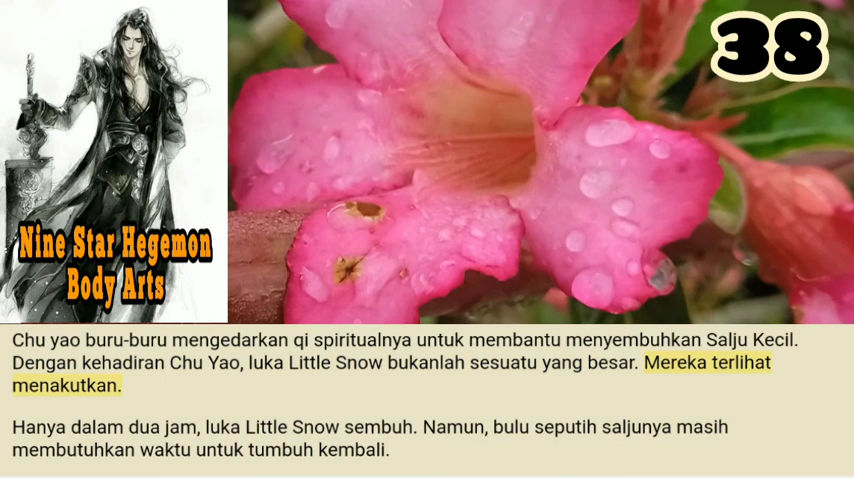 38
Nine Star Hegemon
Body Arts
Chu yao buru-buru mengedarkan qi spiritualnya untuk membantu menyembuhkan Salju Kecil.
Dengan kehadiran Chu Yao, luka Little Snow bukanlah sesuatu yang besar. Mereka terlihat
menakutkan.
Hanya dalam dua jam, luka Little Snow sembuh. Namun, bulu seputih saljunya masih
membutuhkan waktu untuk tumbuh kembali.